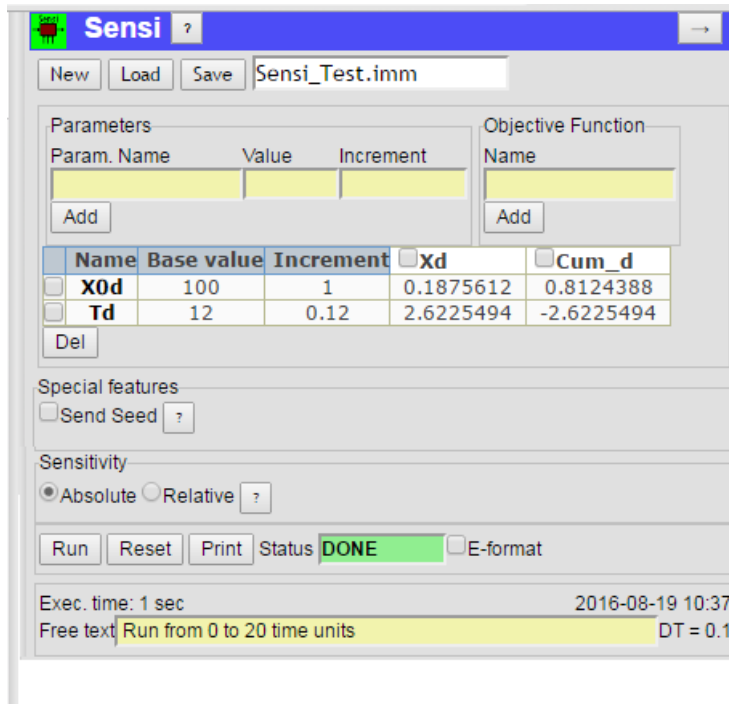 Sensi
Sensi ? →
New Load Save Sensi_Test.imm
Parameters Objective Function
Param. Name Value Increment Name
Add Add
Name Base value Increment Xd Cum_d
X0d 100 1 0.1875612 0.8124388
Td 12 0.12 2.6225494 -2.6225494
Del
Special features
Send Seed ?
Sensitivity
Absolute Relative ?
Run Reset Print Status DONE E-format
Exec. time: 1 sec 2016-08-19 10:37
Free text Run from 0 to 20 time units DT = 0.1